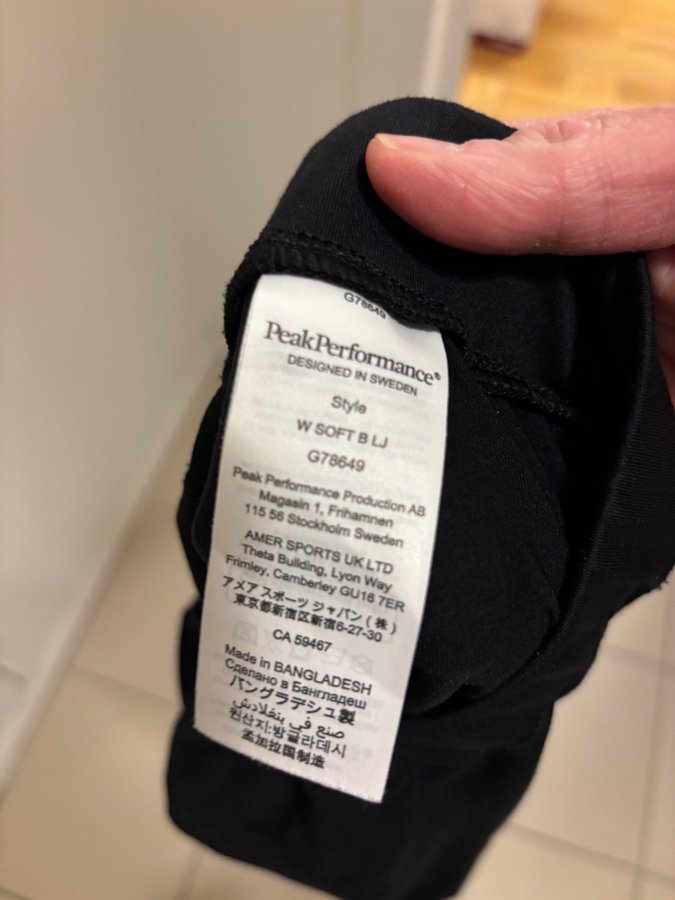 G78649
PeakPerformance®
DESIGNED IN SWEDEN
Style
W SOFT B LJ
G78649
Peak Performance Production AB
Magasin 1, Frihamnen
115 56 Stockholm Sweden
AMER SPORTS UK LTD
Theta Building, Lyon Way
Frimley, Camberley GU16 7ER
アメア スポーツ ジャパン(株)
東京都新宿区新宿6-27-30
CA 59467
Made in BANGLADESH
Сделано в Бангладеш
バングラデシュ製
صنع في بنغلادش
원산지:방글라데시
孟加拉国制造